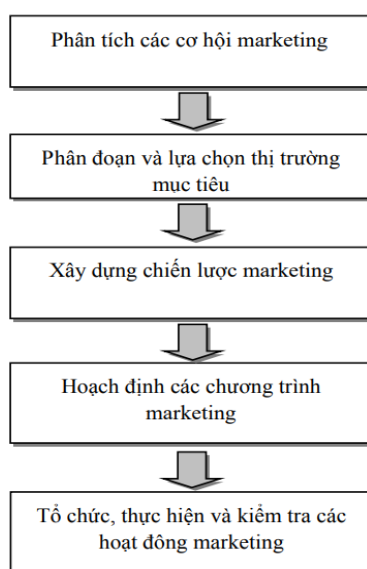 Phân tích các cơ hội marketing
Phân đoạn và lựa chọn thị trường
mục tiêu
Xây dựng chiến lược marketing
Hoạch định các chương trình
marketing
Tổ chức, thực hiện và kiểm tra các
hoạt đông marketing